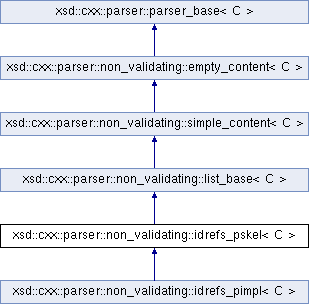 xsd::cxx::parser::parser_base< C >
xsd::cxx::parser::non_validating::empty_content< C >
xsd::cxx::parser::non_validating::simple_content< C >
xsd::cxx::parser::non_validating::list_base< C >
xsd::cxx::parser::non_validating::idrefs_pskel< C >
xsd::cxx::parser::non_validating::idrefs_pimpl< C >